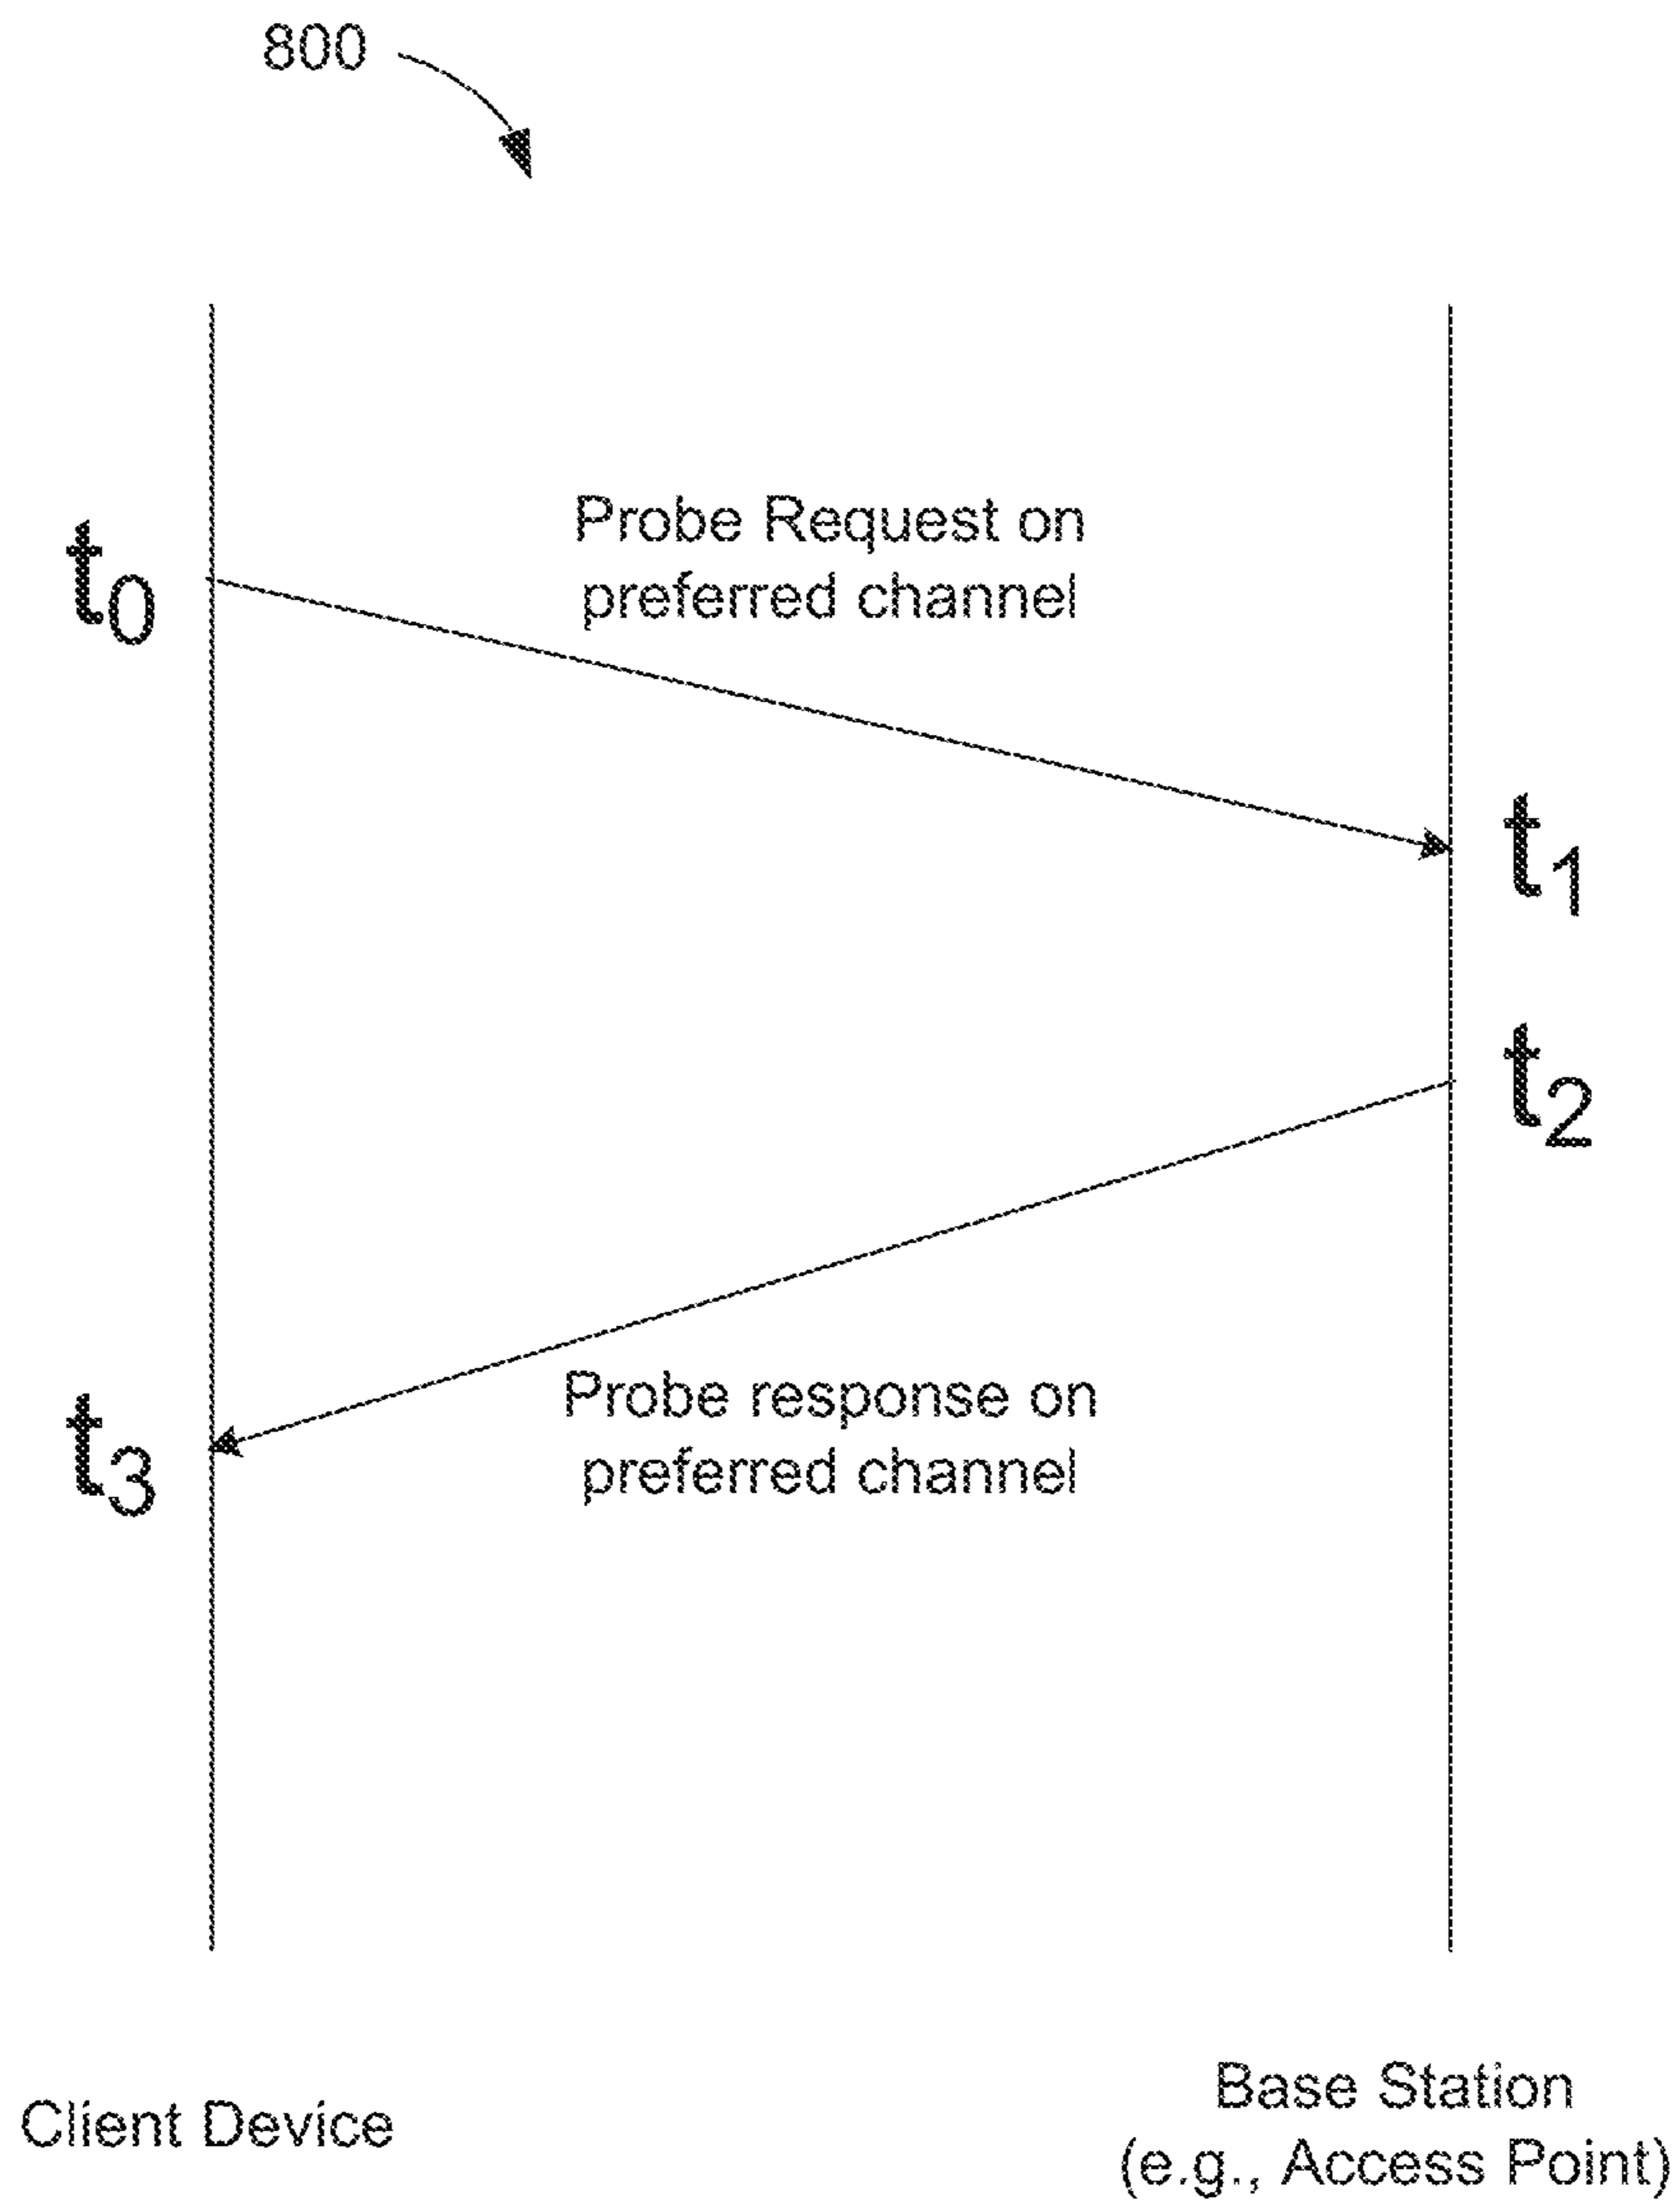 800
Probe Request on
preferred channel
t0
t1
t2
Probe response on
preferred channel
t3
Client Device
Base Station
(e.g., Access Point)